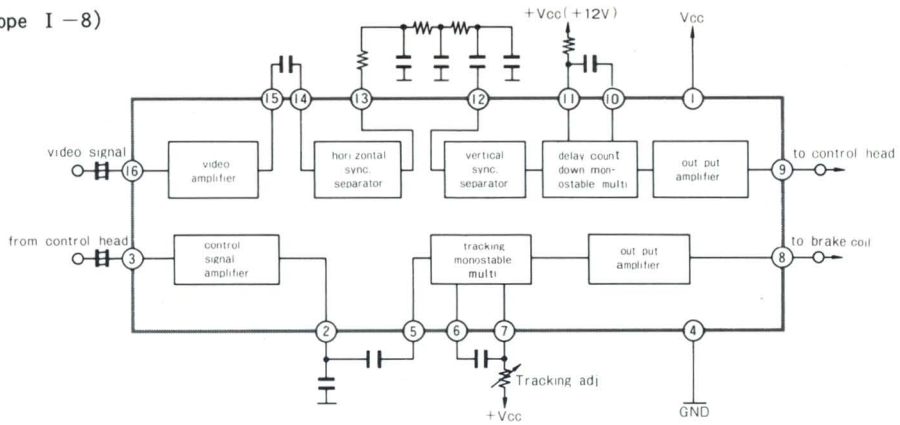 ope I-8)
+Vcc(+12V)
Vcc
15
14
13
12
11
10
1
video signal
16
video
amplifier
horizontal
sync.
separator
vertical
sync.
separator
delay count
down mon-
ostable multi
out put
amplifier
9
to control head
from control head
3
control
signal
amplifier
tracking
monostable
multi
out put
amplifier
8
to brake coil
2
5
6
7
4
Tracking adj
+Vcc
GND